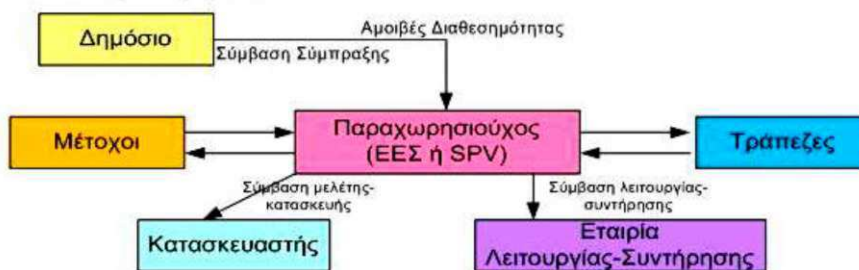 Δημόσιο
Αμοιβές Διαθεσημότητας
Σύμβαση Σύμπραξης
Μέτοχοι
Παραχωρησιούχος
(ΕΕΣ ή SPV)
Τράπεζες
Σύμβαση μελέτης-
κατασκευής
Σύμβαση λειτουργίας-
συντήρησης
Κατασκευαστής
Εταιρία
Λειτουργίας-Συντήρησης